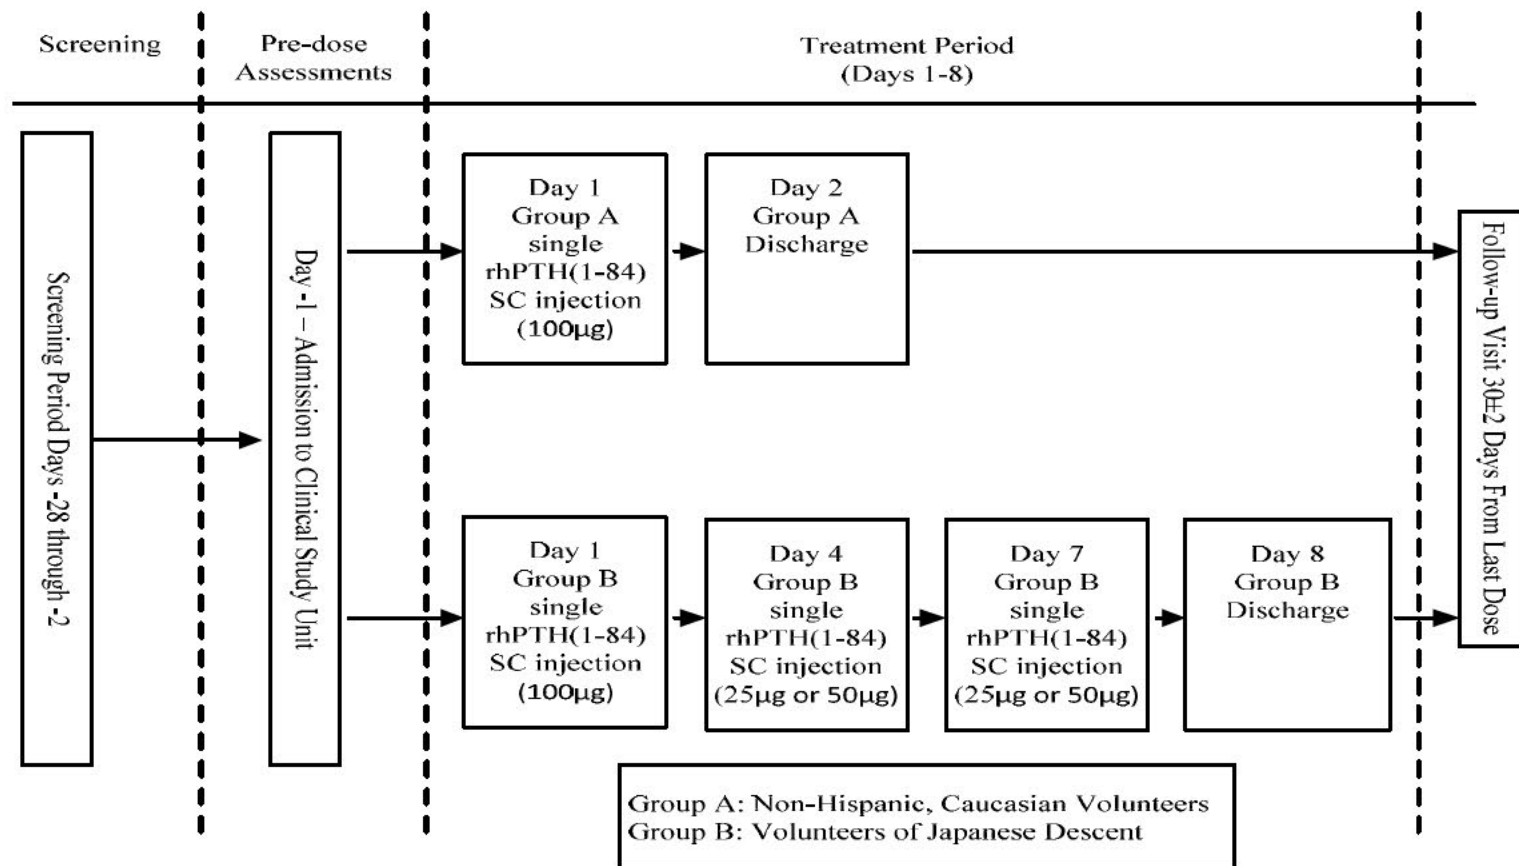 Screening
Pre-dose
Assessments
Treatment Period
(Days 1-8)
Screening Period Days -28 through -2
Day -1 – Admission to Clinical Study Unit
Day 1
Group A
single
rhPTH(1-84)
SC injection
(100µg)
Day 2
Group A
Discharge
Day 1
Group B
single
rhPTH(1-84)
SC injection
(100µg)
Day 4
Group B
single
rhPTH(1-84)
SC injection
(25µg or 50µg)
Day 7
Group B
single
rhPTH(1-84)
SC injection
(25µg or 50µg)
Day 8
Group B
Discharge
Follow-up Visit 30±2 Days From Last Dose
Group A: Non-Hispanic, Caucasian Volunteers
Group B: Volunteers of Japanese Descent